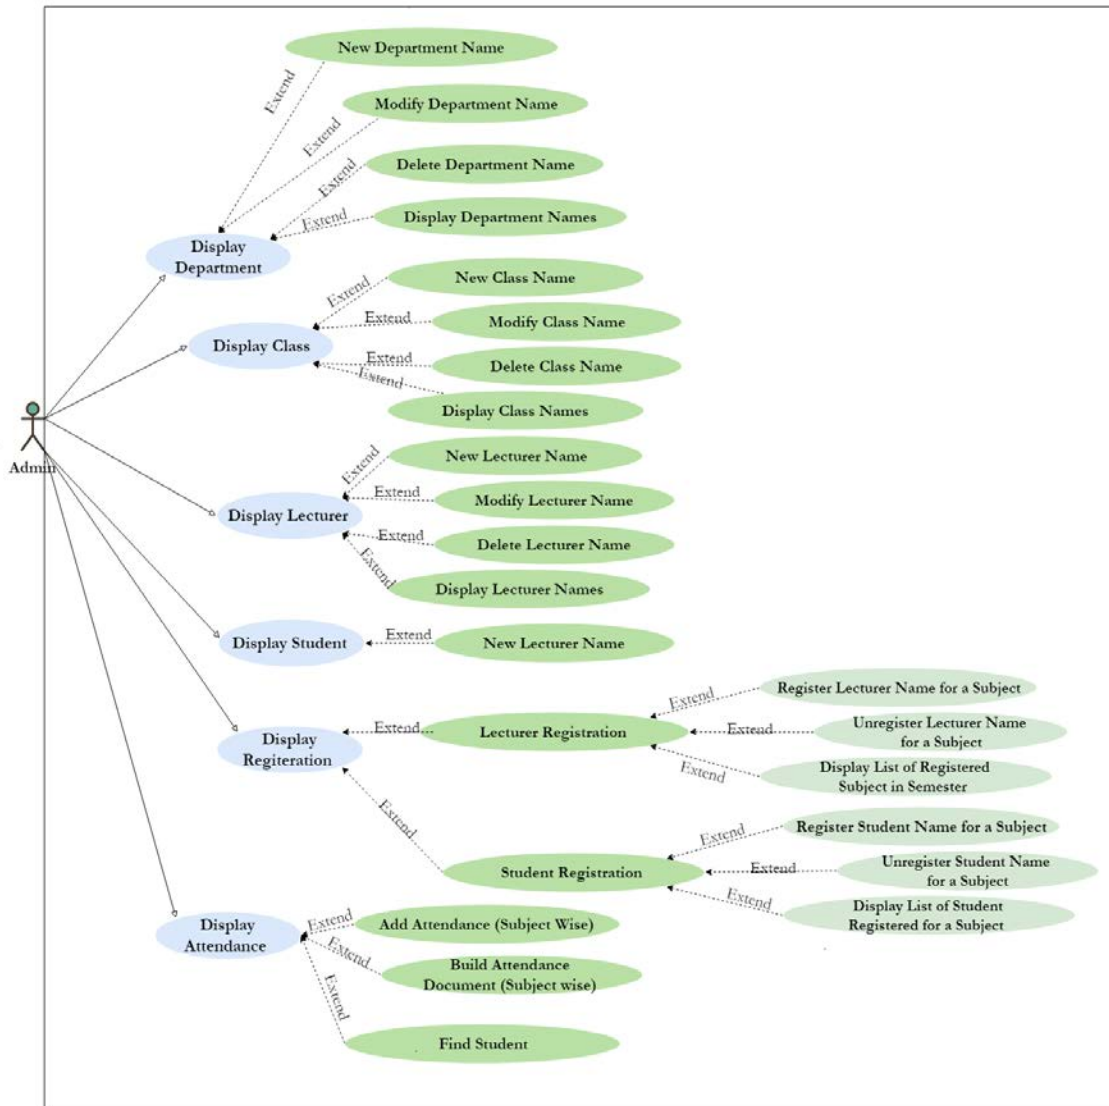 New Department Name
Extend
Modify Department Name
Extend
Delete Department Name
Extend
Display Department Names
Extend
Display
Department
New Class Name
Extend
Modify Class Name
Extend
Display Class
Delete Class Name
Extend
Extend
Display Class Names
Admin
New Lecturer Name
Extend
Modify Lecturer Name
Extend
Display Lecturer
Delete Lecturer Name
Extend
Extend
Display Lecturer Names
Display Student
Extend
New Lecturer Name
Register Lecturer Name for a Subject
Extend
Display
Regiteration
Extend
Lecturer Registration
Extend
Unregister Lecturer Name
for a Subject
Extend
Display List of Registered
Subject in Semester
Extend
Register Student Name for a Subject
Extend
Student Registration
Extend
Unregister Student Name
for a Subject
Extend
Display List of Student
Registered for a Subject
Display
Attendance
Extend
Add Attendance (Subject Wise)
Extend
Build Attendance
Document (Subject wise)
Extend
Find Student